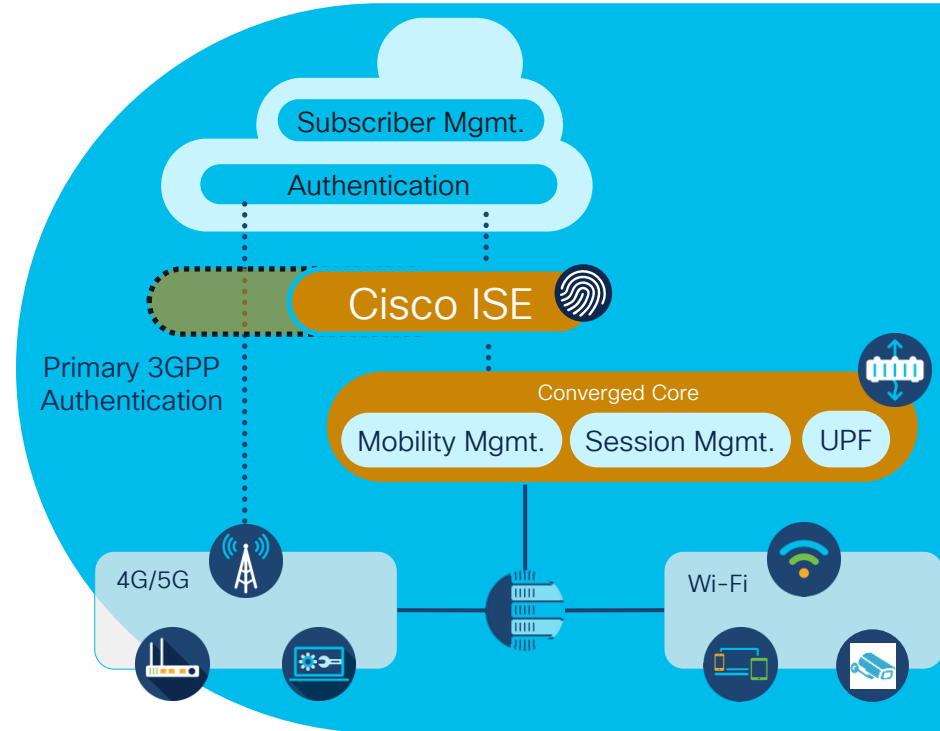 Subscriber Mgmt.
Authentication
Cisco ISE
Primary 3GPP
Authentication
Converged Core
Mobility Mgmt.
Session Mgmt.
UPF
4G/5G
Wi-Fi